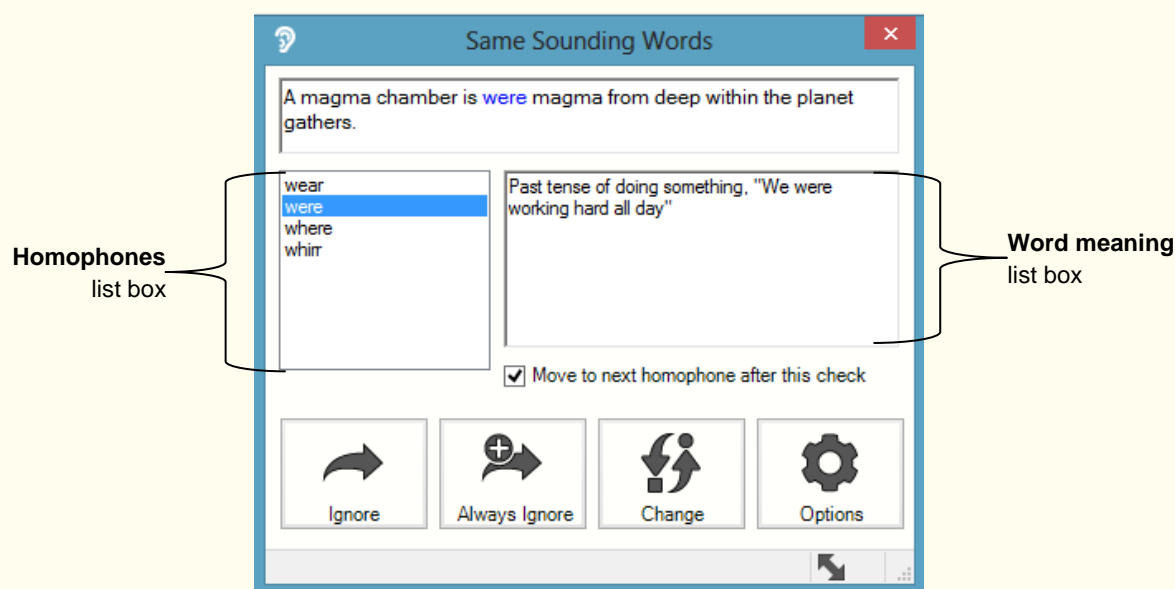 Same Sounding Words
A magma chamber is were magma from deep within the planet
gathers.
wear
were
where
whirr
Past tense of doing something, "We were
working hard all day"
Homophones
list box
Word meaning
list box
Move to next homophone after this check
Ignore
Always Ignore
Change
Options